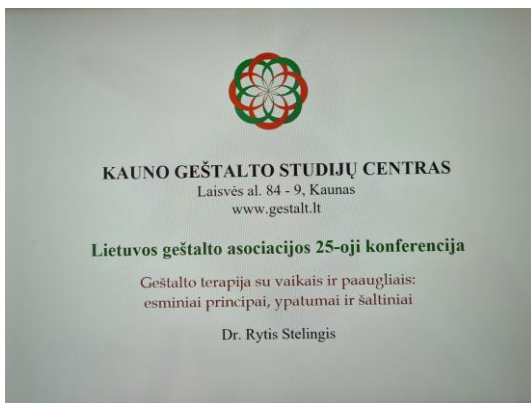 KAUNO GEŠTALTO STUDIJŲ CENTRAS
Laisvės al. 84 - 9, Kaunas
www.gestalt.lt
Lietuvos geštalto asociacijos 25-oji konferencija
Geštalto terapija su vaikais ir paaugliais:
esminiai principai, ypatumai ir šaltiniai
Dr. Rytis Stelingis